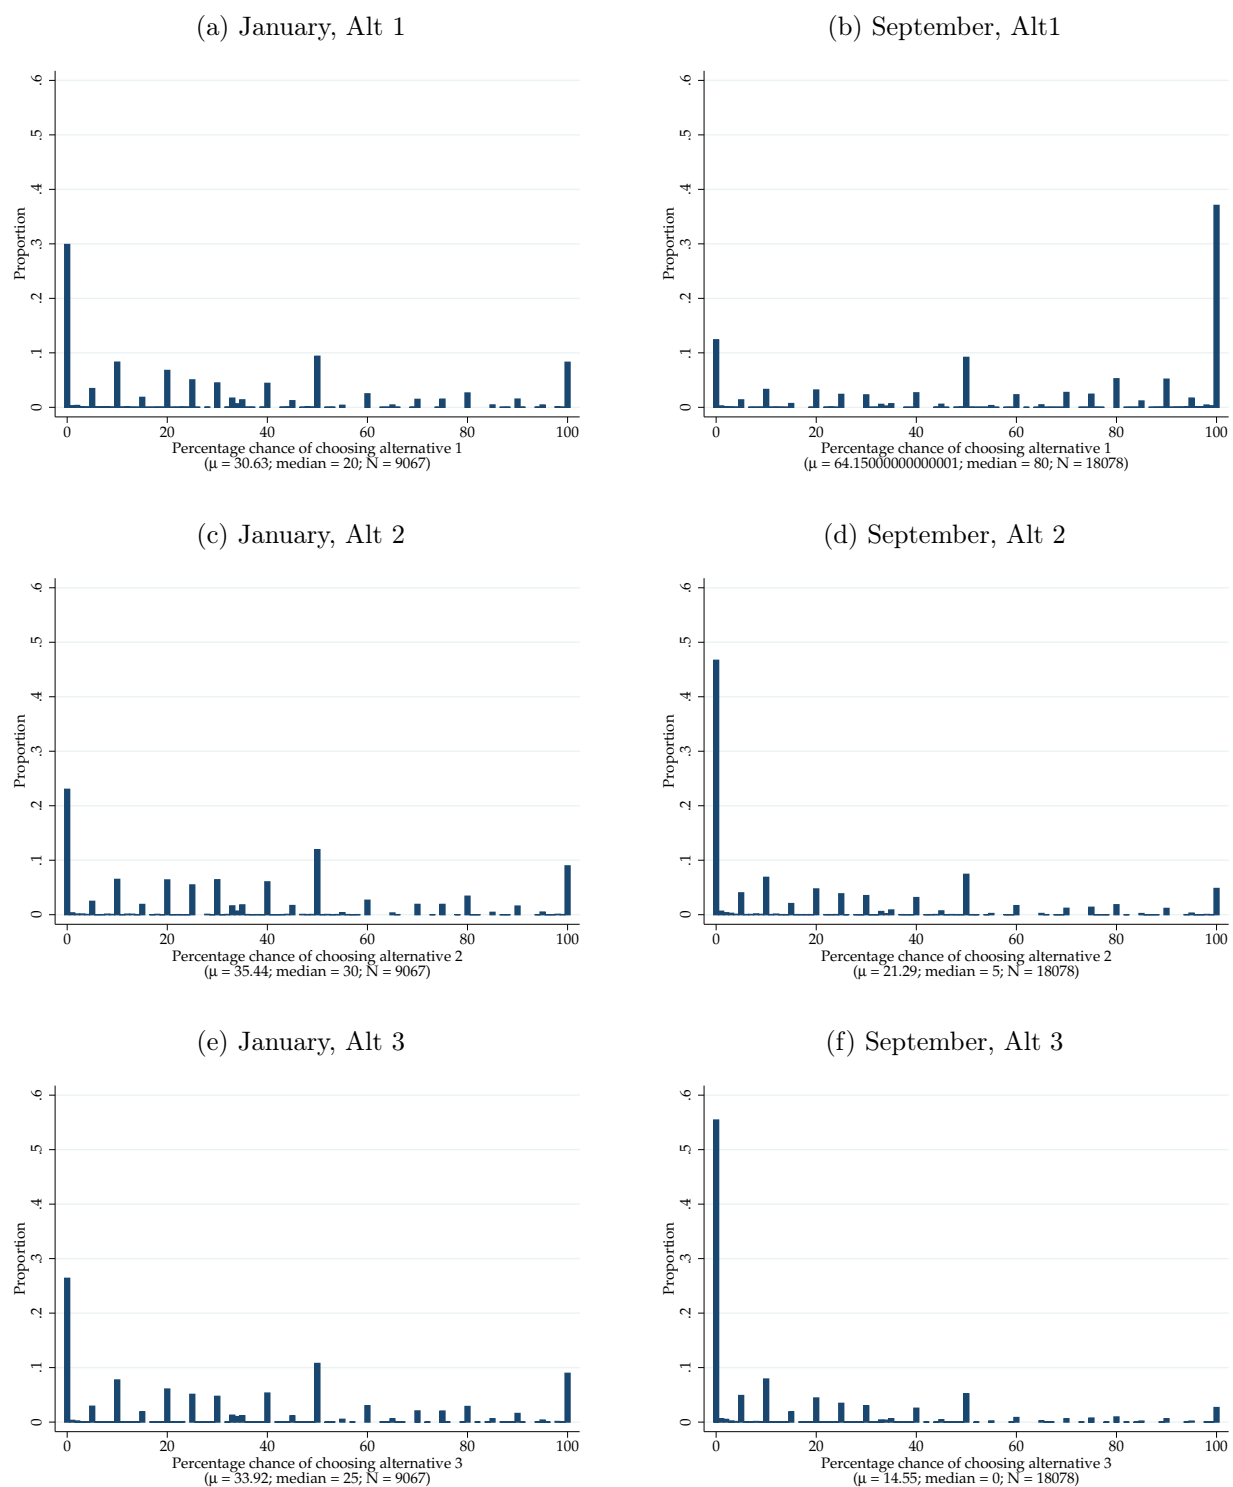 (a) January, Alt 1
.6
.5
.4
.3
.2
.1
0
Proportion
0 20 40 60 80 100
Percentage chance of choosing alternative 1
(μ = 30.63; median = 20; N = 9067)
(b) September, Alt1
.6
.5
.4
.3
.2
.1
0
Proportion
0 20 40 60 80 100
Percentage chance of choosing alternative 1
(μ = 64.15000000000001; median = 80; N = 18078)
(c) January, Alt 2
.6
.5
.4
.3
.2
.1
0
Proportion
0 20 40 60 80 100
Percentage chance of choosing alternative 2
(μ = 35.44; median = 30; N = 9067)
(d) September, Alt 2
.6
.5
.4
.3
.2
.1
0
Proportion
0 20 40 60 80 100
Percentage chance of choosing alternative 2
(μ = 21.29; median = 5; N = 18078)
(e) January, Alt 3
.6
.5
.4
.3
.2
.1
0
Proportion
0 20 40 60 80 100
Percentage chance of choosing alternative 3
(μ = 33.92; median = 25; N = 9067)
(f) September, Alt 3
.6
.5
.4
.3
.2
.1
0
Proportion
0 20 40 60 80 100
Percentage chance of choosing alternative 3
(μ = 14.55; median = 0; N = 18078)